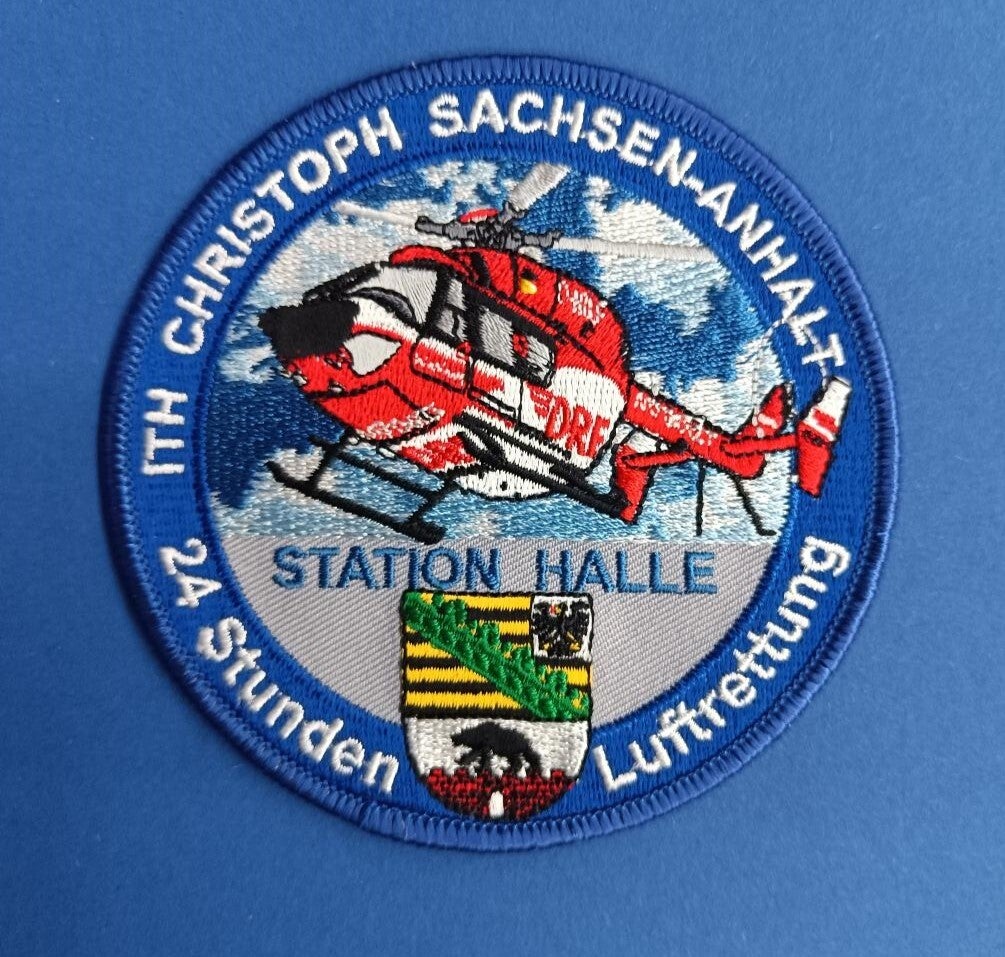 ITH CHRISTOPH SACHSEN-ANHALT
DRF
STATION HALLE
24 Stunden Luftrettung